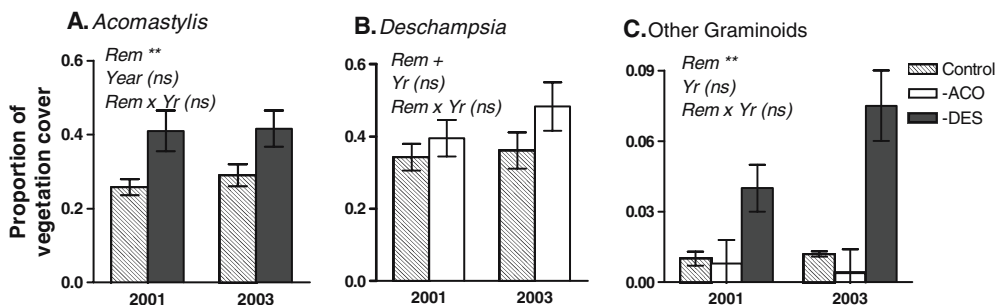 A. Acomastylis
Rem **
Year (ns)
Rem x Yr (ns)
Proportion of
vegetation cover
0.6
0.4
0.2
0.0
2001 2003
B. Deschampsia
Rem +
Yr (ns)
Rem x Yr (ns)
0.6
0.4
0.2
0.0
2001 2003
C. Other Graminoids
Rem **
Yr (ns)
Rem x Yr (ns)
0.09
0.06
0.03
0.00
2001 2003
Control
-ACO
-DES